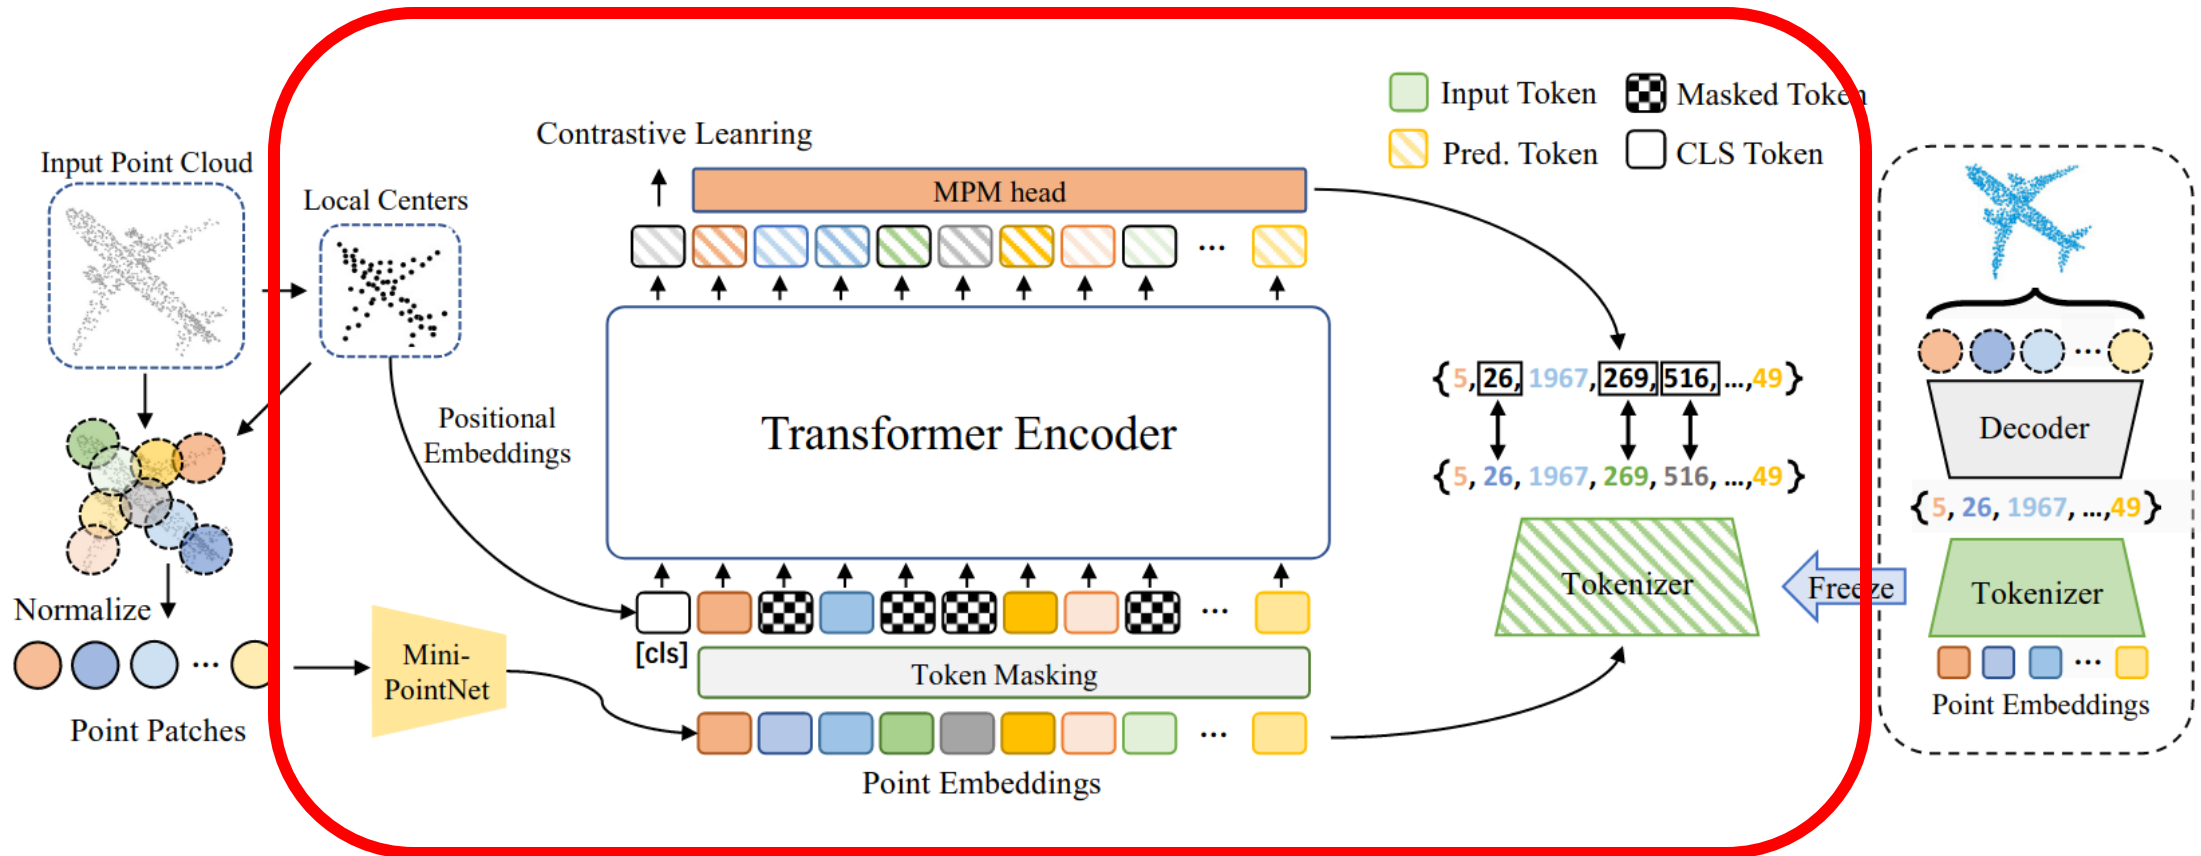 Input Point Cloud
Local Centers
Normalize
Point Patches
Positional
Embeddings
Mini-
PointNet
Contrastive Leanring
MPM head
...
Transformer Encoder
[cls]
...
Token Masking
...
Point Embeddings
Input Token
Masked Token
Pred. Token
CLS Token
{5, 26, 1967, 269, 516, ...,49}
{5, 26, 1967, 269, 516, ...,49}
Tokenizer
Freeze
...
Decoder
{5, 26, 1967, ...,49}
Tokenizer
...
Point Embeddings